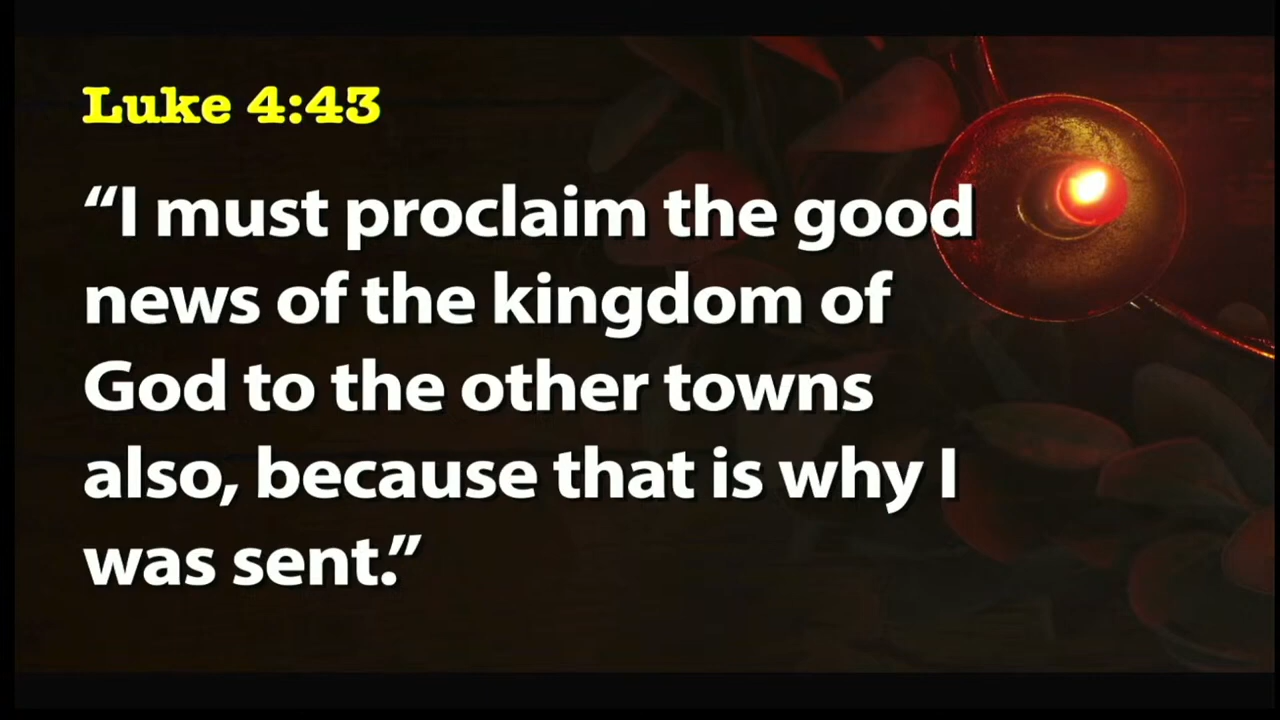 Luke 4:43
“I must proclaim the good
news of the kingdom of
God to the other towns
also, because that is why I
was sent.”